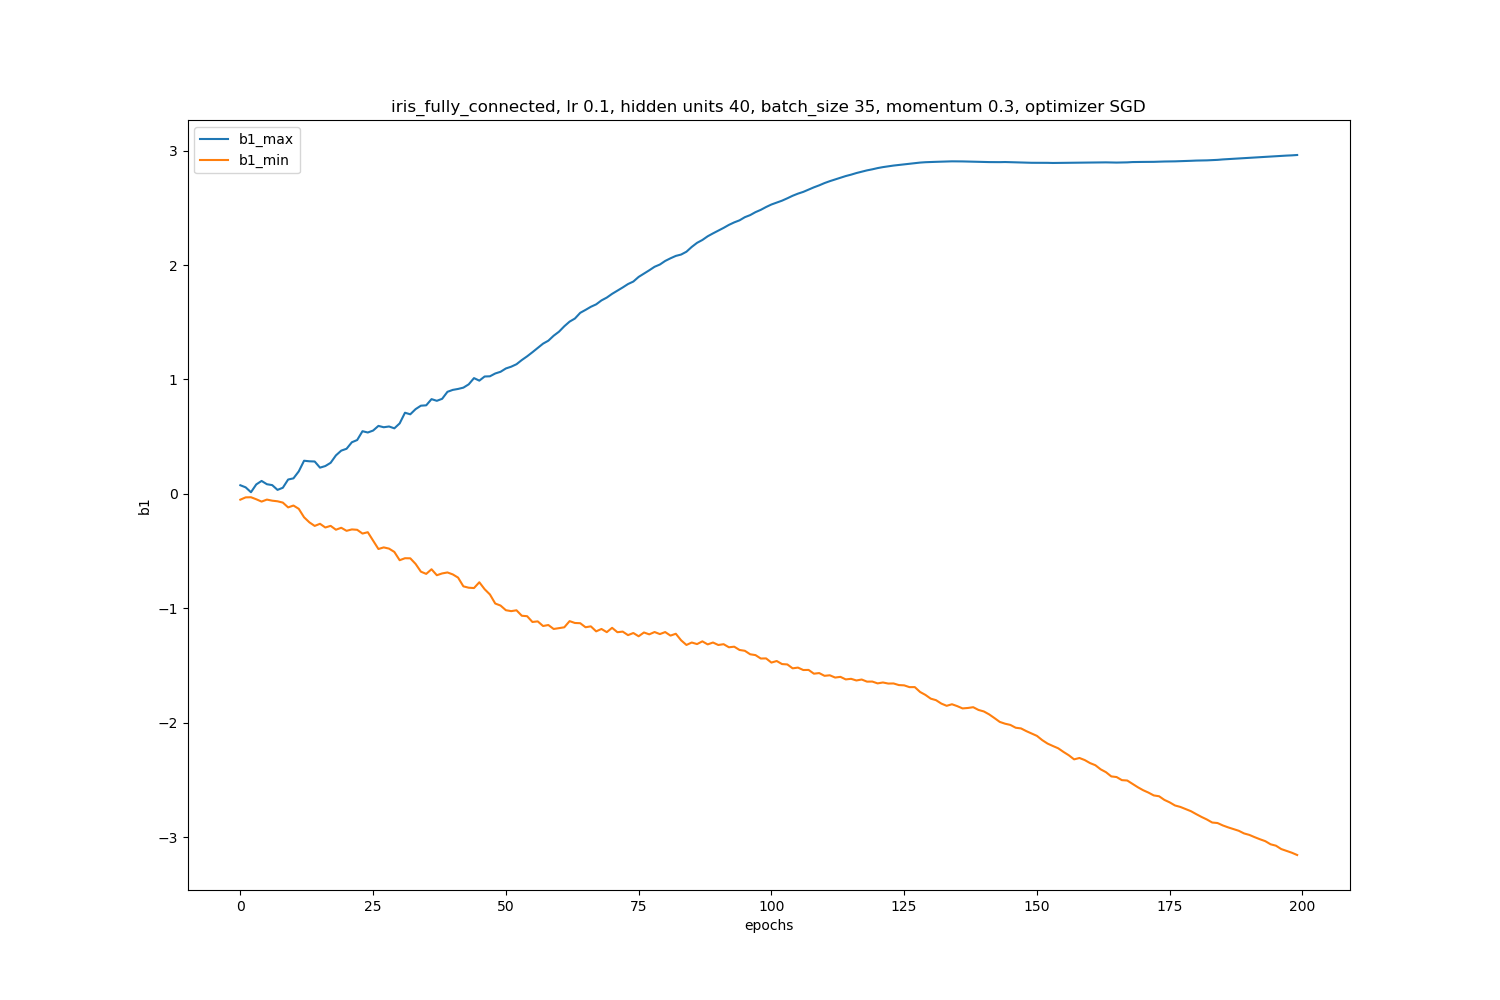 iris_fully_connected, lr 0.1, hidden units 40, batch_size 35, momentum 0.3, optimizer SGD
b1_max
b1_min
3
2
1
0
−1
−2
−3
b1
0 25 50 75 100 125 150 175 200
epochs